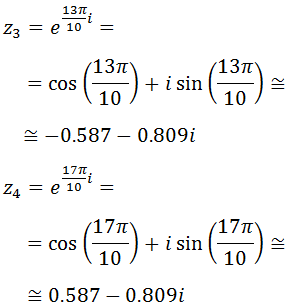 z₃ = e^(13π/10 i) =
= cos (13π/10) + i sin (13π/10) ≅
≅ −0.587 − 0.809i
z₄ = e^(17π/10 i) =
= cos (17π/10) + i sin (17π/10) ≅
≅ 0.587 − 0.809i